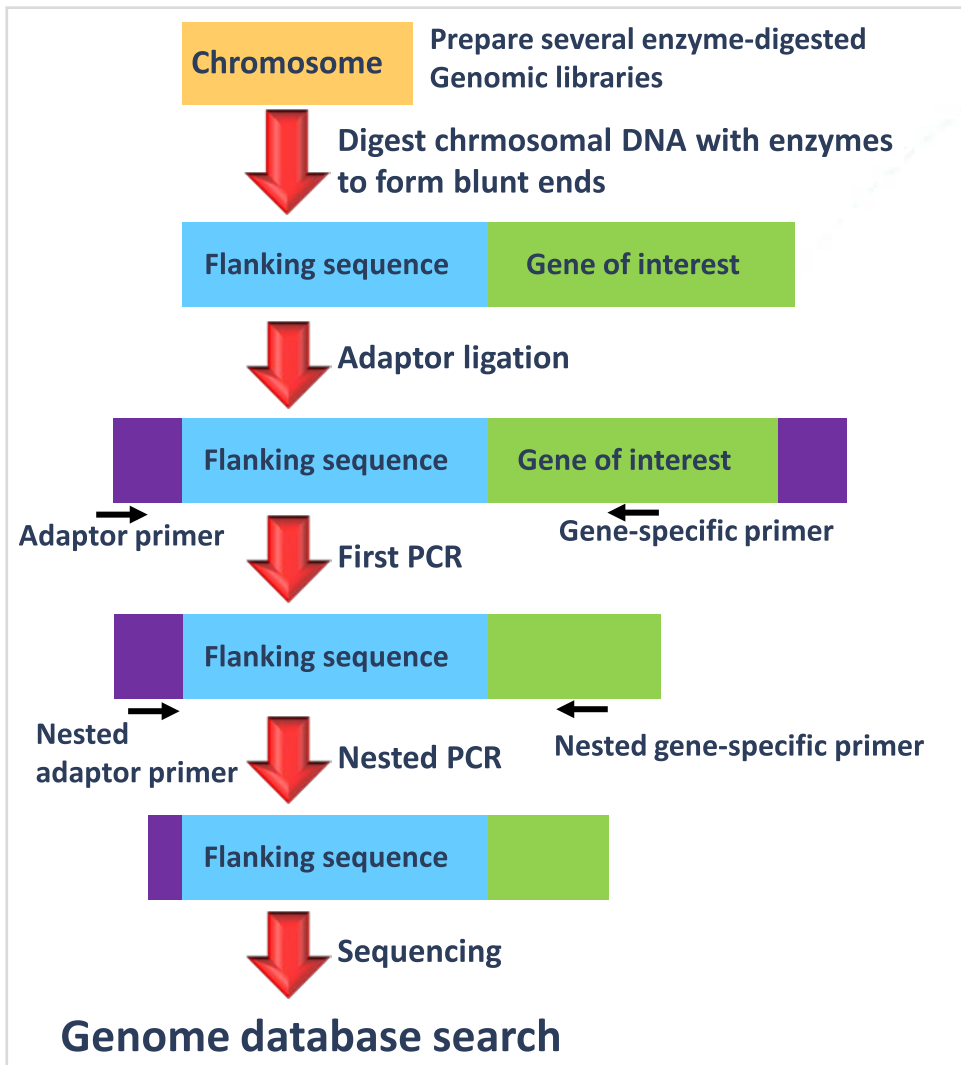 Chromosome
Prepare several enzyme-digested
Genomic libraries
Digest chrmosomal DNA with enzymes
to form blunt ends
Flanking sequence
Gene of interest
Adaptor ligation
Flanking sequence
Gene of interest
Adaptor primer
Gene-specific primer
First PCR
Flanking sequence
Nested
adaptor primer
Nested gene-specific primer
Nested PCR
Flanking sequence
Sequencing
Genome database search